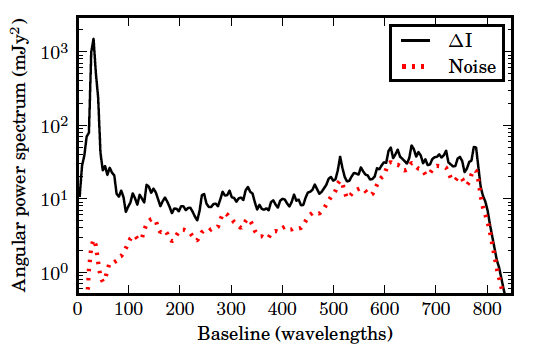 Angular power spectrum (mJy²)
10³
10²
10¹
10⁰
ΔI
Noise
0 100 200 300 400 500 600 700 800
Baseline (wavelengths)